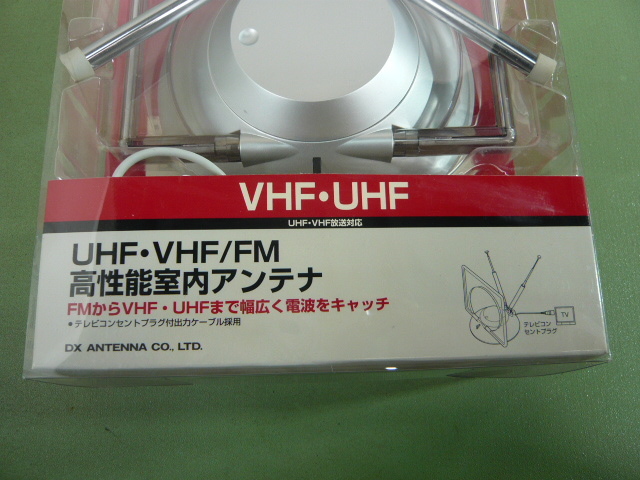 VHF・UHF
UHF・VHF放送対応
UHF・VHF/FM
高性能室内アンテナ
FMからVHF・UHFまで幅広く電波をキャッチ
●テレビコンセントプラグ付出力ケーブル採用
DX ANTENNA CO., LTD.
TV
テレビコン
セントプラグ